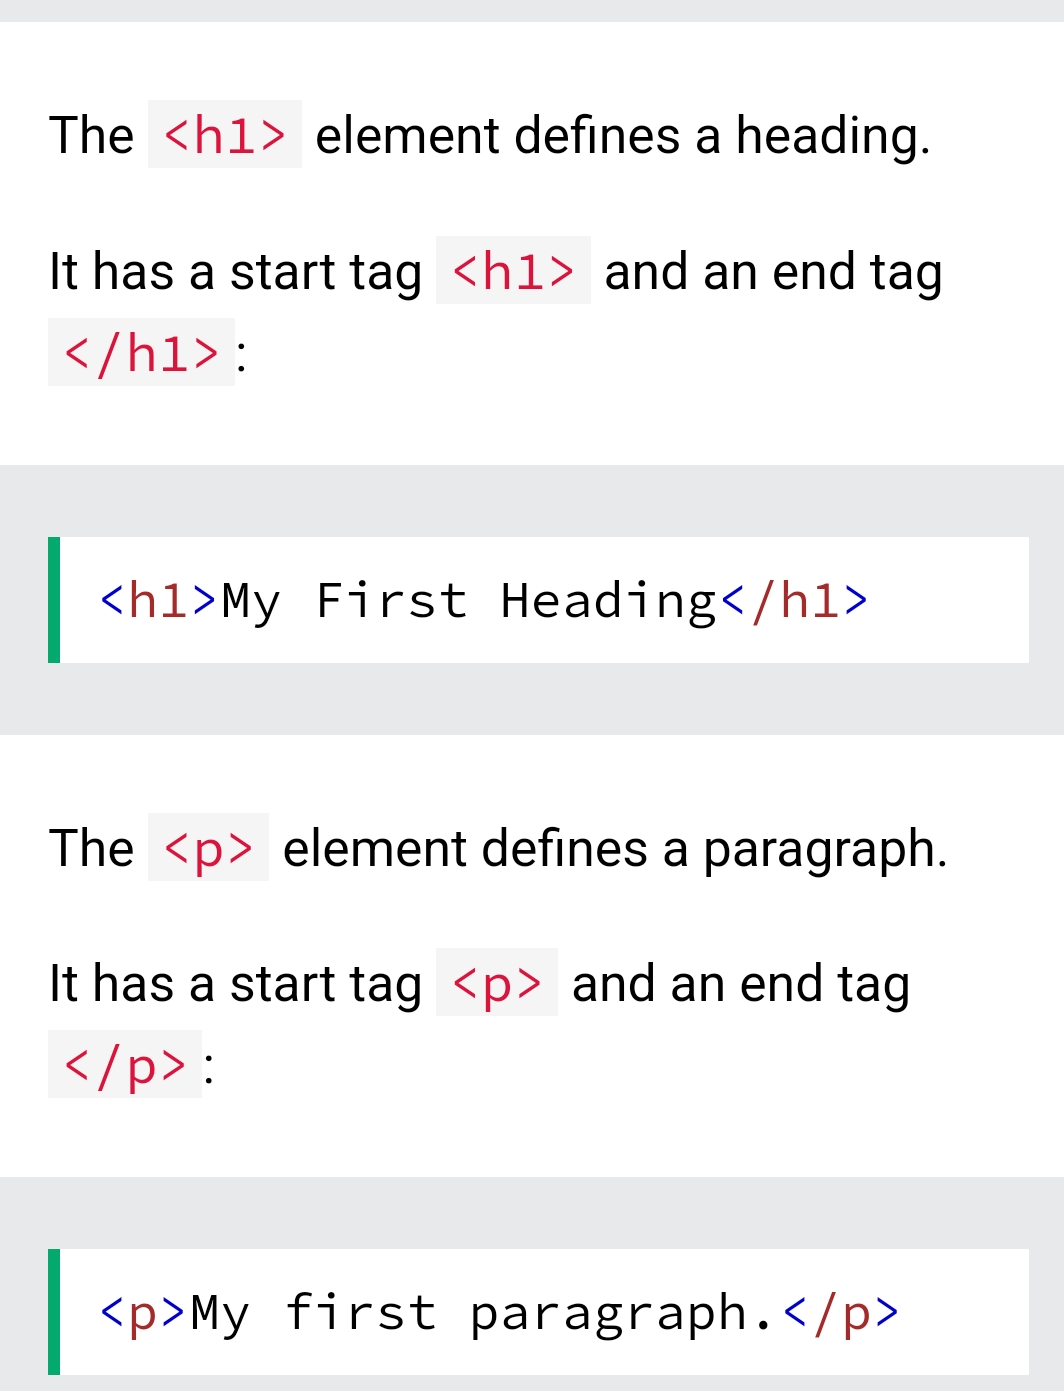 The <h1> element defines a heading.
It has a start tag <h1> and an end tag
</h1>:
<h1>My First Heading</h1>
The <p> element defines a paragraph.
It has a start tag <p> and an end tag
</p>:
<p>My first paragraph.</p>